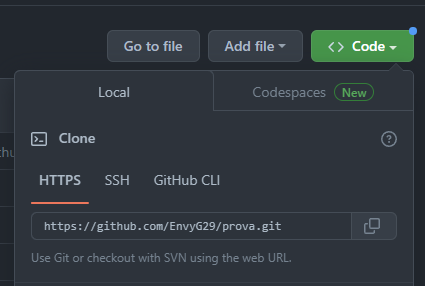 Go to file Add file <> Code
Local Codespaces New
Clone
HTTPS SSH GitHub CLI
https://github.com/EnvyG29/prova.git
Use Git or checkout with SVN using the web URL.